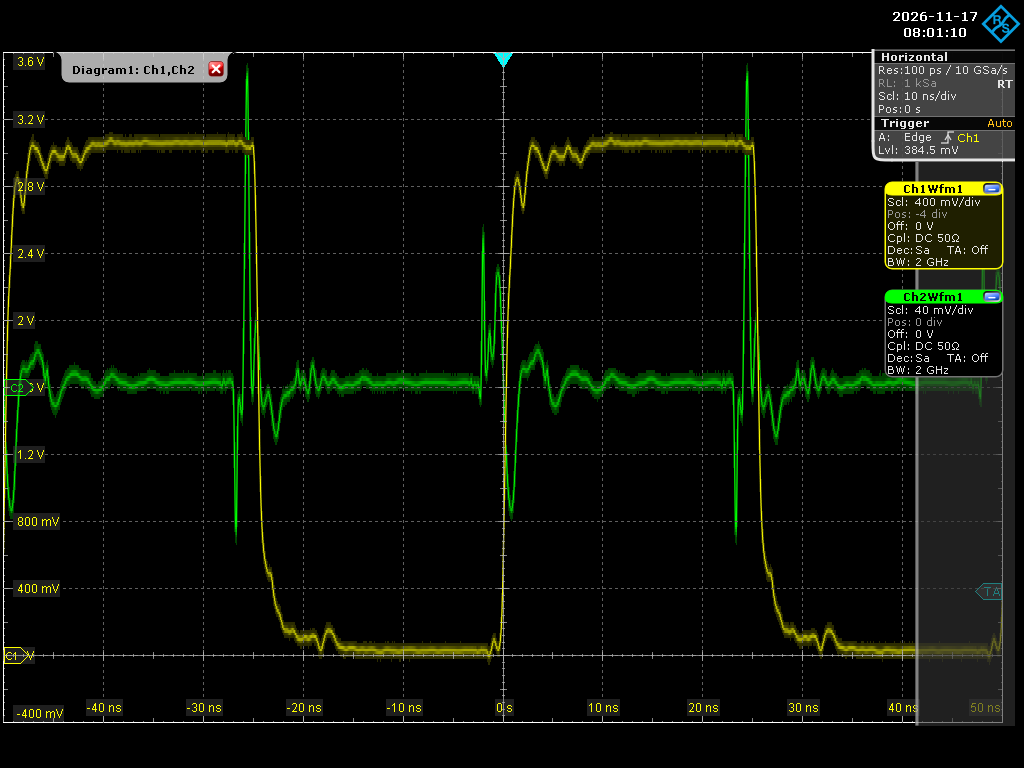 2026-11-17
08:01:10
R/S
Diagram1: Ch1,Ch2
Horizontal
Res:100 ps / 10 GSa/s
RL: 1 kSa
RT
Scl: 10 ns/div
Pos:0 s
Trigger
Auto
A: Edge Ch1
Lvl: 384.5 mV
Ch1Wfm1
Scl: 400 mV/div
Pos: -4 div
Off: 0 V
Cpl: DC 50Ω
Dec:Sa TA: Off
BW: 2 GHz
Ch2Wfm1
Scl: 40 mV/div
Pos: 0 div
Off: 0 V
Cpl: DC 50Ω
Dec:Sa TA: Off
BW: 2 GHz
3.6 V
3.2 V
2.8 V
2.4 V
2 V
C2
V
1.2 V
800 mV
400 mV
TA
C1
V
-400 mV
-40 ns
-30 ns
-20 ns
-10 ns
0 s
10 ns
20 ns
30 ns
40 ns
50 ns